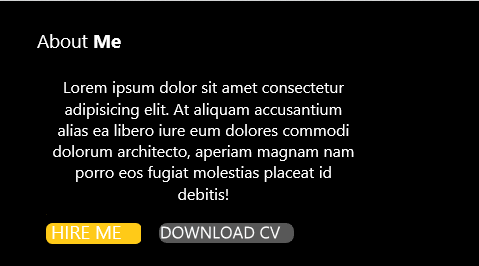 About Me
Lorem ipsum dolor sit amet consectetur
adipisicing elit. At aliquam accusantium
alias ea libero iure eum dolores commodi
dolorum architecto, aperiam magnam nam
porro eos fugiat molestias placeat id
debitis!
HIRE ME DOWNLOAD CV